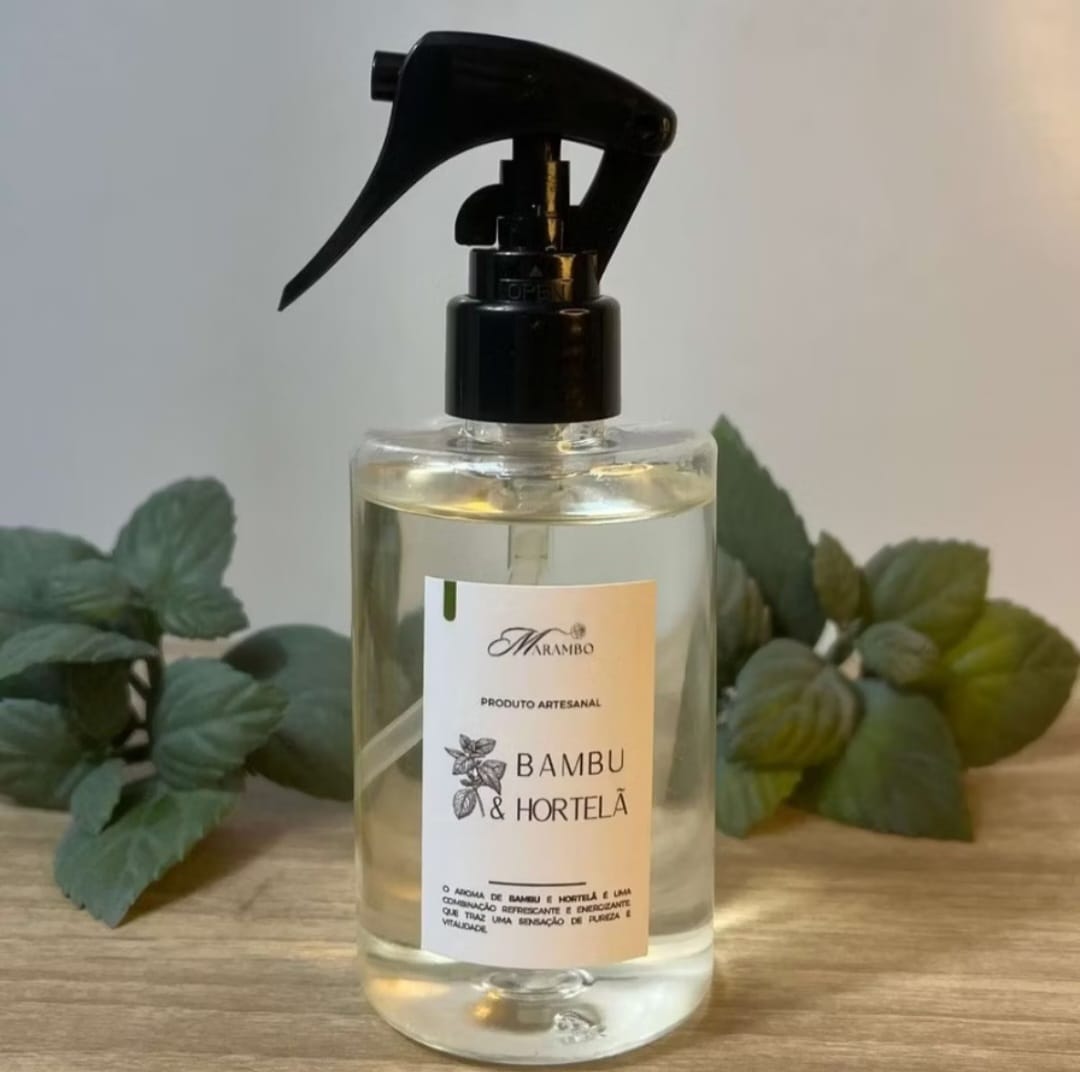 OPEN
MARAMBO
PRODUTO ARTESANAL
BAMBU
& HORTELÃ
O AROMA DE BAMBU E HORTELÃ É UMA
COMBINAÇÃO REFRESCANTE E ENERGIZANTE,
QUE TRAZ UMA SENSAÇÃO DE PUREZA E
VITALIDADE.